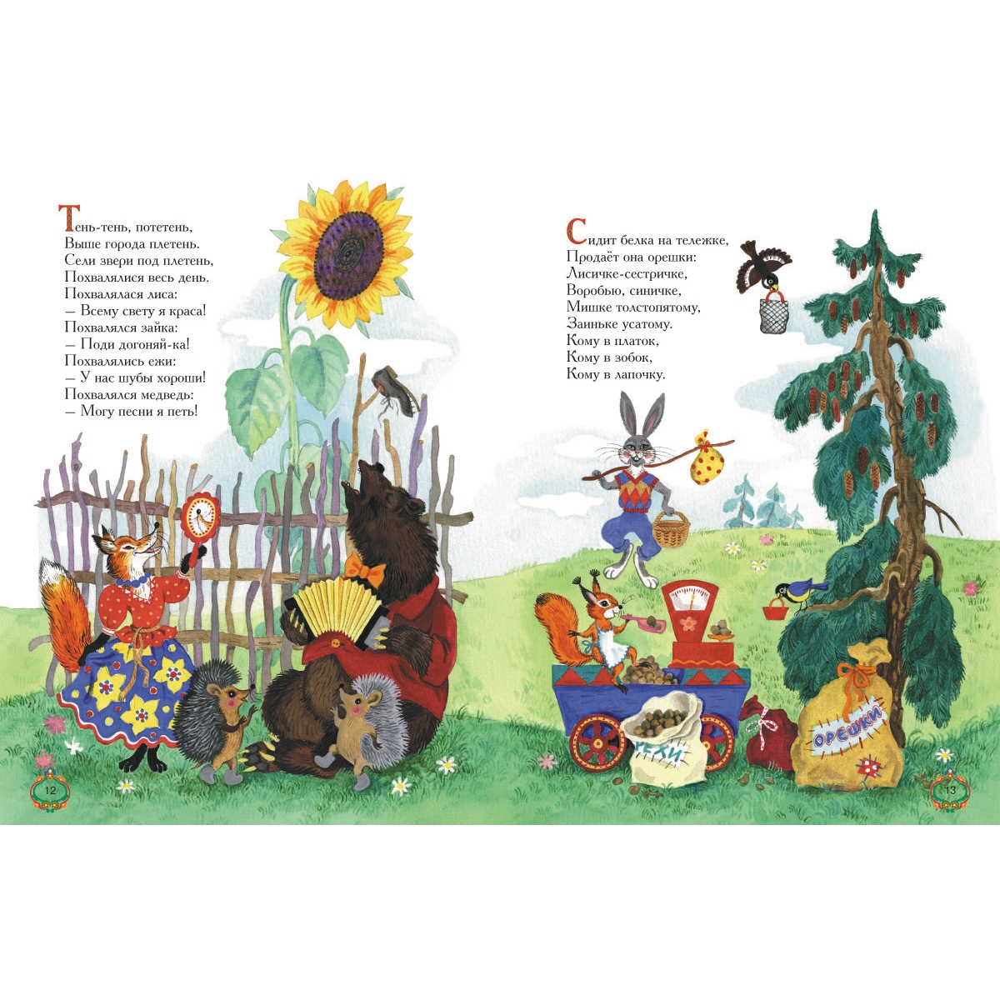 Тень-тень, потетень,
Выше города плетень.
Сели звери под плетень,
Похвалялися весь день.
Похвалялася лиса:
— Всему свету я краса!
Похвалялся зайка:
— Поди догоняй-ка!
Похвалялись ежи:
— У нас шубы хороши!
Похвалялся медведь:
— Могу песни я петь!
12
Сидит белка на тележке,
Продаёт она орешки:
Лисичке-сестричке,
Воробью, синичке,
Мишке толстопятому,
Заиньке усатому.
Кому в платок,
Кому в зобок,
Кому в лапочку.
ЕХИ
ОРЕШКИ
13